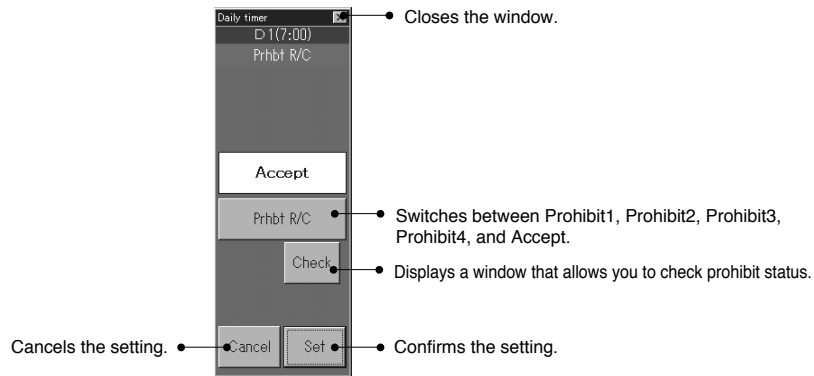 Daily timer
Closes the window.
D1(7:00)
Prhbt R/C
Accept
Prhbt R/C
Switches between Prohibit1, Prohibit2, Prohibit3,
Prohibit4, and Accept.
Check
Displays a window that allows you to check prohibit status.
Cancels the setting.
Cancel
Set
Confirms the setting.